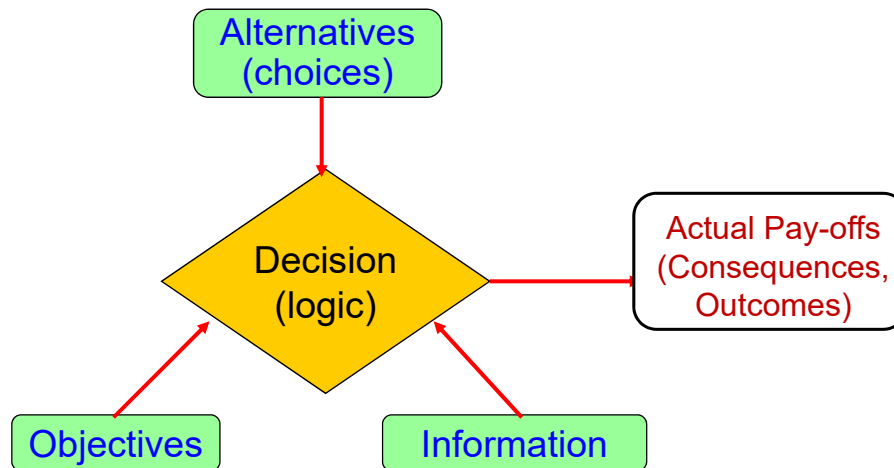 Alternatives
(choices)
Decision
(logic)
Actual Pay-offs
(Consequences,
Outcomes)
Objectives
Information